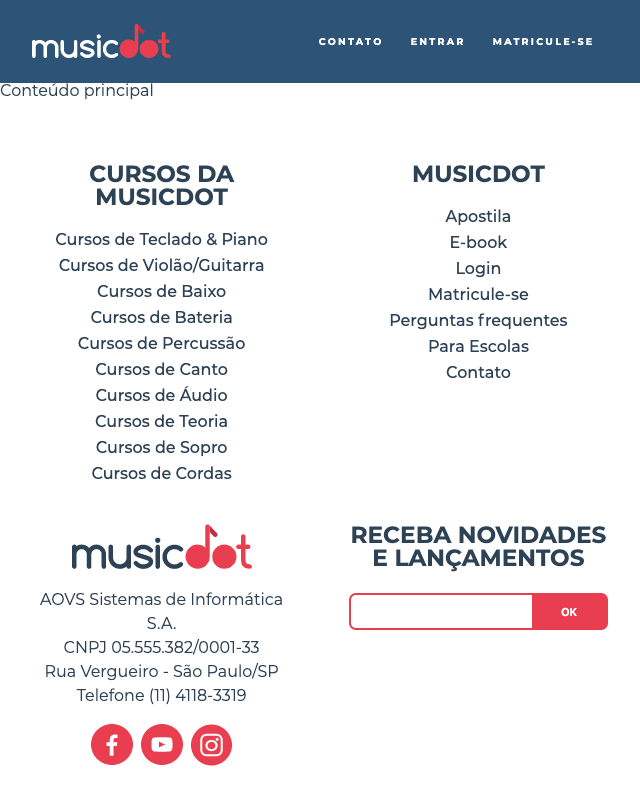 musicdot
CONTATO
ENTRAR
MATRICULE-SE
Conteúdo principal
CURSOS DA
MUSICDOT
Cursos de Teclado & Piano
Cursos de Violão/Guitarra
Cursos de Baixo
Cursos de Bateria
Cursos de Percussão
Cursos de Canto
Cursos de Áudio
Cursos de Teoria
Cursos de Sopro
Cursos de Cordas
MUSICDOT
Apostila
E-book
Login
Matricule-se
Perguntas frequentes
Para Escolas
Contato
musicdot
AOVS Sistemas de Informática
S.A.
CNPJ 05.555.382/0001-33
Rua Vergueiro - São Paulo/SP
Telefone (11) 4118-3319
RECEBA NOVIDADES
E LANÇAMENTOS
OK